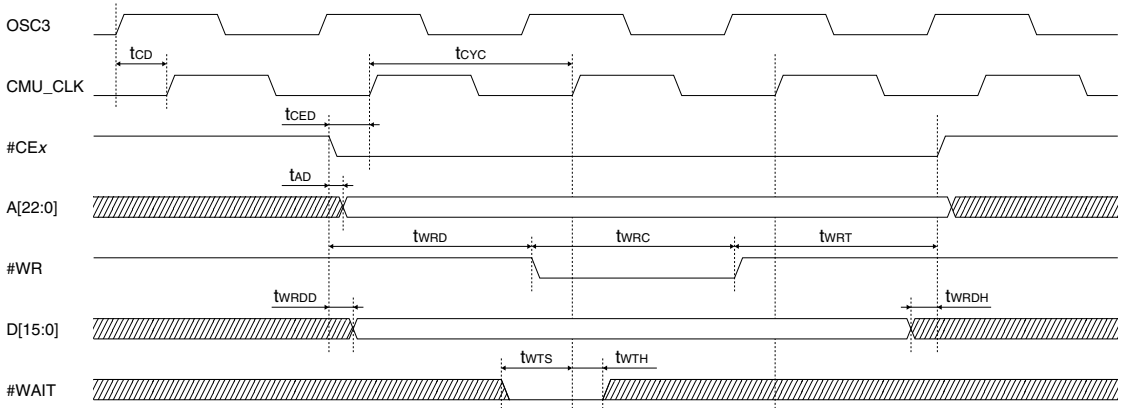 OSC3
tCD
tCYC
CMU_CLK
tCED
#CEx
tAD
A[22:0]
tWRD
tWRC
tWRT
#WR
tWRDD
tWRDH
D[15:0]
tWTS
tWTH
#WAIT